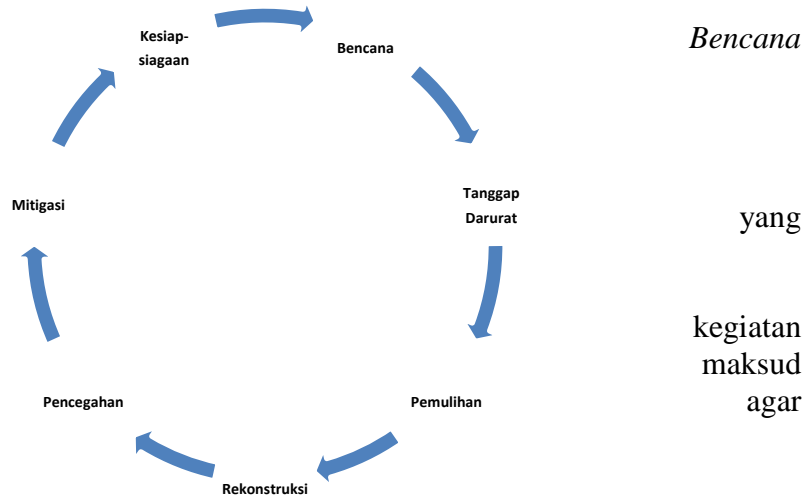 Kesiap-
siagaan
Bencana
Tanggap
Darurat
Pemulihan
Rekonstruksi
Pencegahan
Mitigasi
Bencana
yang
kegiatan
maksud
agar